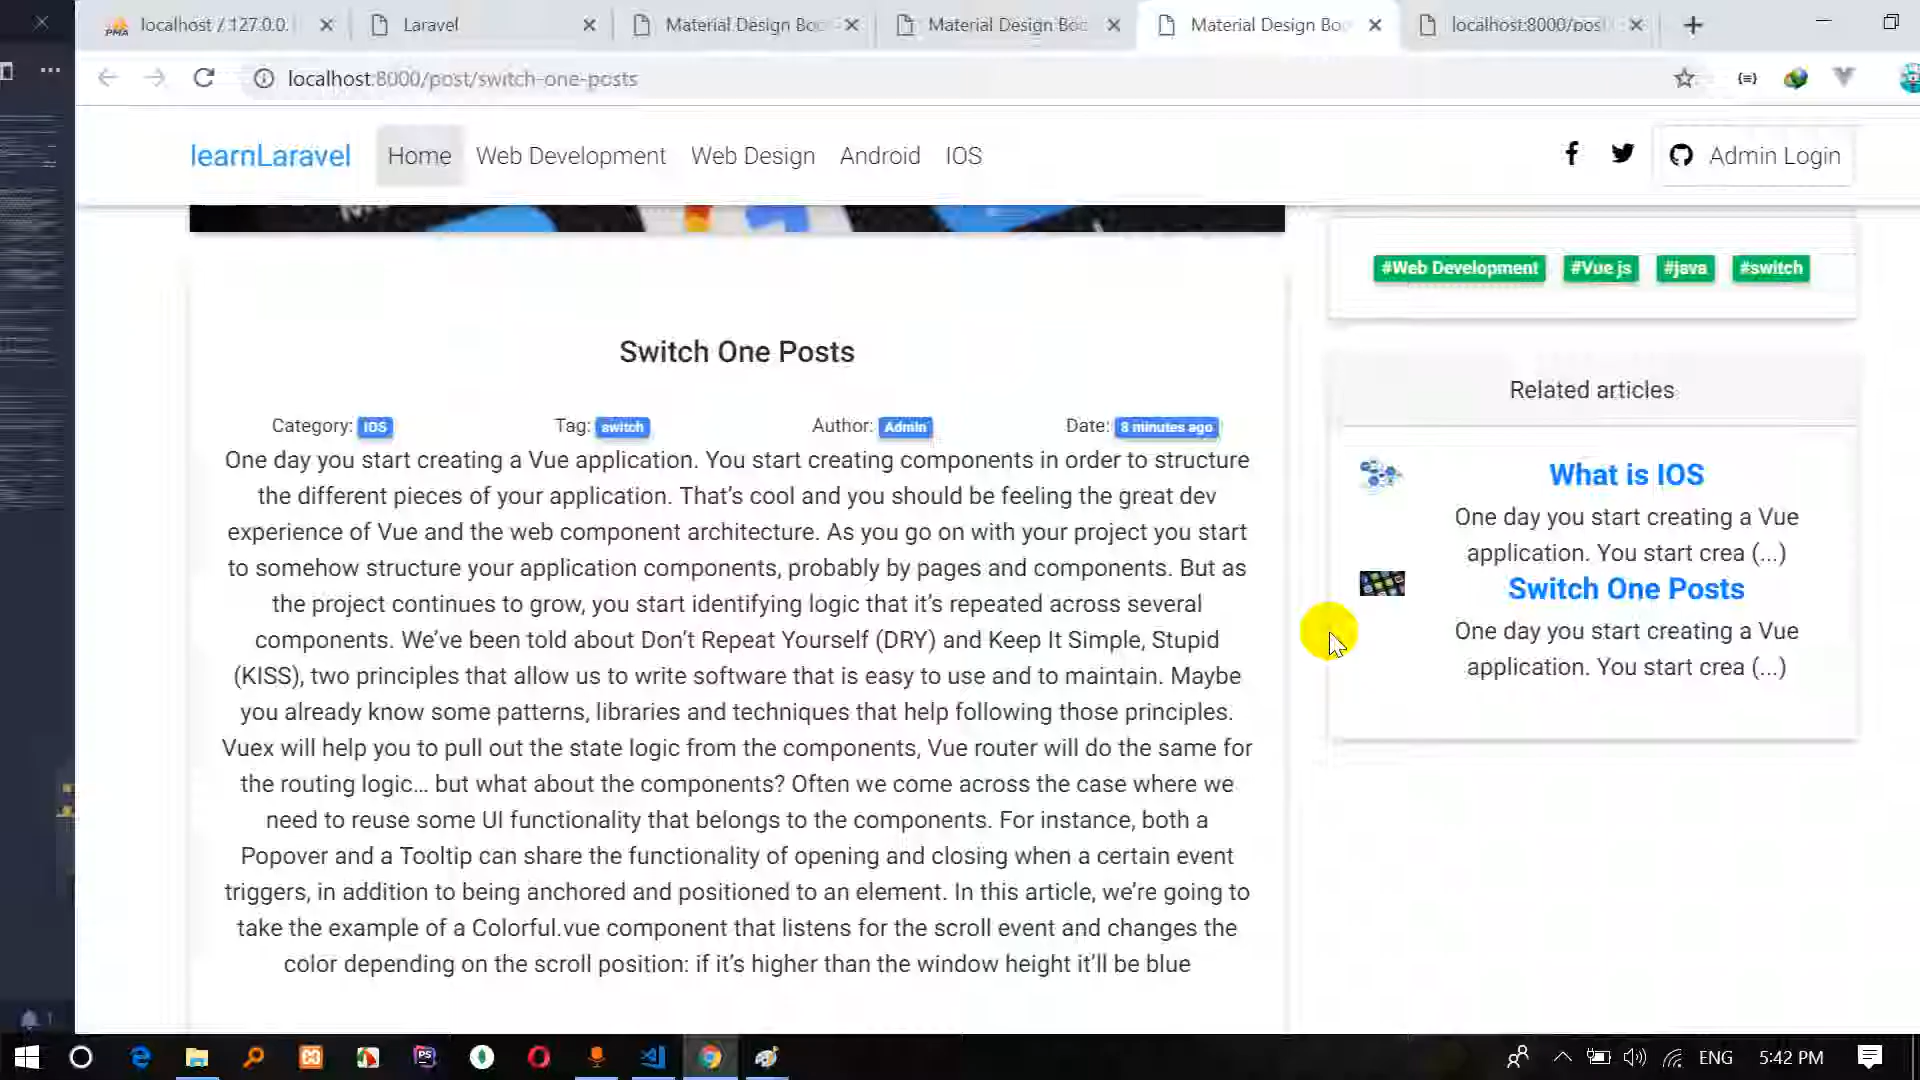 localhost / 127.0.0.
Laravel
Material Design Boo
Material Design Boo
Material Design Boo
localhost:8000/post
localhost:8000/post/switch-one-posts
learnLaravel
Home
Web Development
Web Design
Android
IOS
Admin Login
#Web Development
#Vue js
#java
#switch
Switch One Posts
Category: IOS
Tag: switch
Author: Admin
Date: 8 minutes ago
One day you start creating a Vue application. You start creating components in order to structure
the different pieces of your application. That’s cool and you should be feeling the great dev
experience of Vue and the web component architecture. As you go on with your project you start
to somehow structure your application components, probably by pages and components. But as
the project continues to grow, you start identifying logic that it’s repeated across several
components. We’ve been told about Don’t Repeat Yourself (DRY) and Keep It Simple, Stupid
(KISS), two principles that allow us to write software that is easy to use and to maintain. Maybe
you already know some patterns, libraries and techniques that help following those principles.
Vuex will help you to pull out the state logic from the components, Vue router will do the same for
the routing logic… but what about the components? Often we come across the case where we
need to reuse some UI functionality that belongs to the components. For instance, both a
Popover and a Tooltip can share the functionality of opening and closing when a certain event
triggers, in addition to being anchored and positioned to an element. In this article, we’re going to
take the example of a Colorful.vue component that listens for the scroll event and changes the
color depending on the scroll position: if it’s higher than the window height it’ll be blue
Related articles
What is IOS
One day you start creating a Vue
application. You start crea (...)
Switch One Posts
One day you start creating a Vue
application. You start crea (...)
ENG
5:42 PM